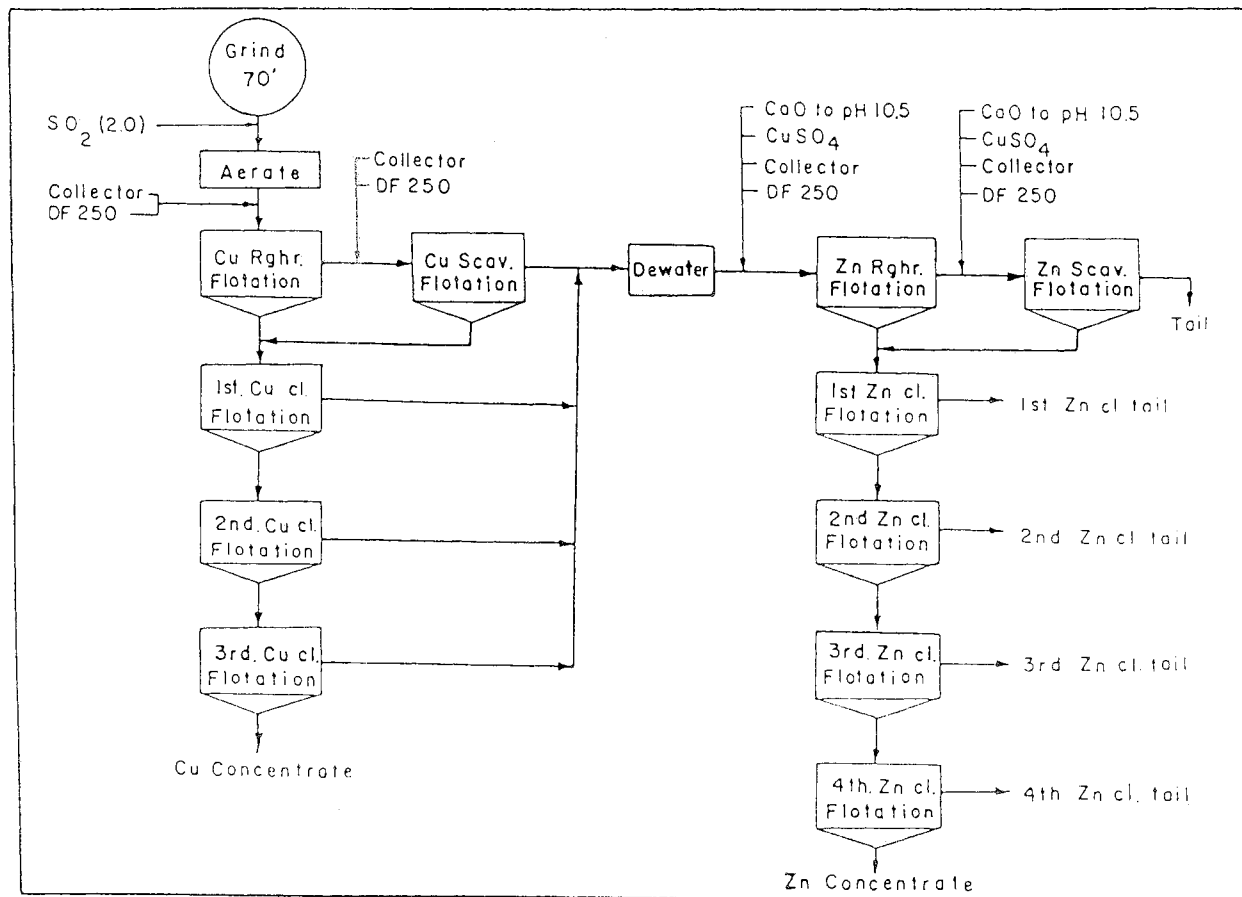 Grind
70'
SO2 (2.0)
Aerate
Collector
DF 250
Collector
DF 250
Cu Rghr.
Flotation
Cu Scav.
Flotation
1st. Cu cl.
Flotation
2nd. Cu cl.
Flotation
3rd. Cu cl.
Flotation
Cu Concentrate
Dewater
CaO to pH 10.5
CuSO4
Collector
DF 250
CaO to pH 10.5
CuSO4
Collector
DF 250
Zn Rghr.
Flotation
Zn Scav.
Flotation
Tail
1st Zn cl.
Flotation
1st Zn cl tail
2nd Zn cl.
Flotation
2nd Zn cl tail
3rd. Zn cl.
Flotation
3rd Zn cl. tail
4th. Zn cl.
Flotation
4th Zn cl. tail
Zn Concentrate